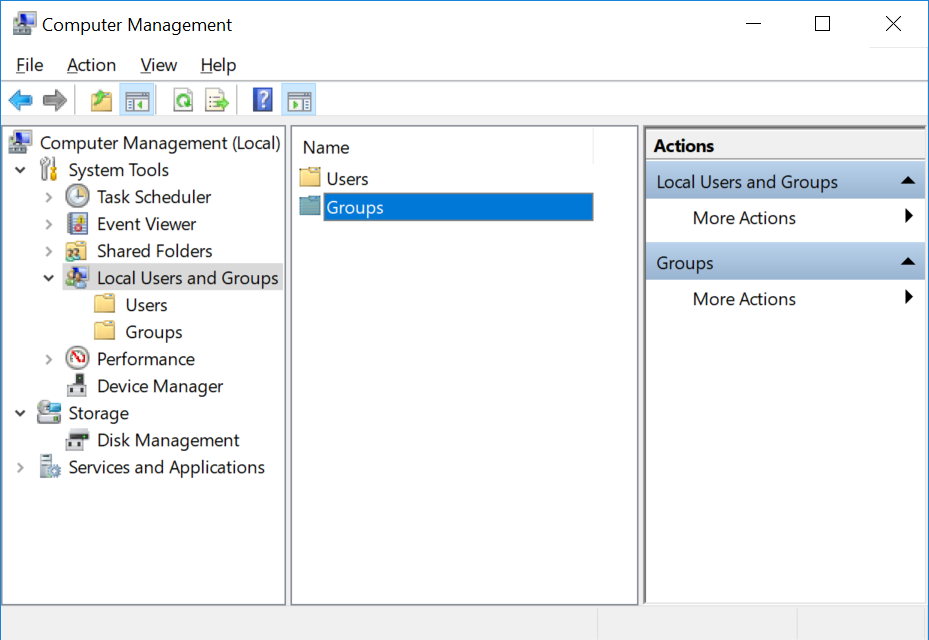 Computer Management
File Action View Help
Computer Management (Local)
System Tools
Task Scheduler
Event Viewer
Shared Folders
Local Users and Groups
Users
Groups
Performance
Device Manager
Storage
Disk Management
Services and Applications
Name
Users
Groups
Actions
Local Users and Groups
More Actions
Groups
More Actions